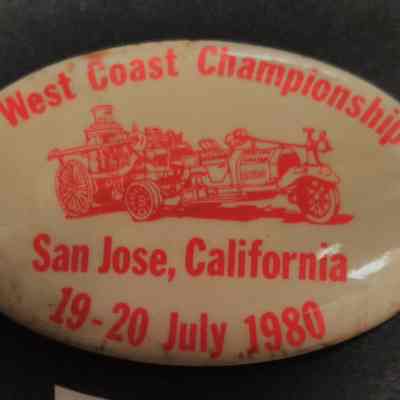 West Coast Championship
San Jose, California
19-20 July 1980